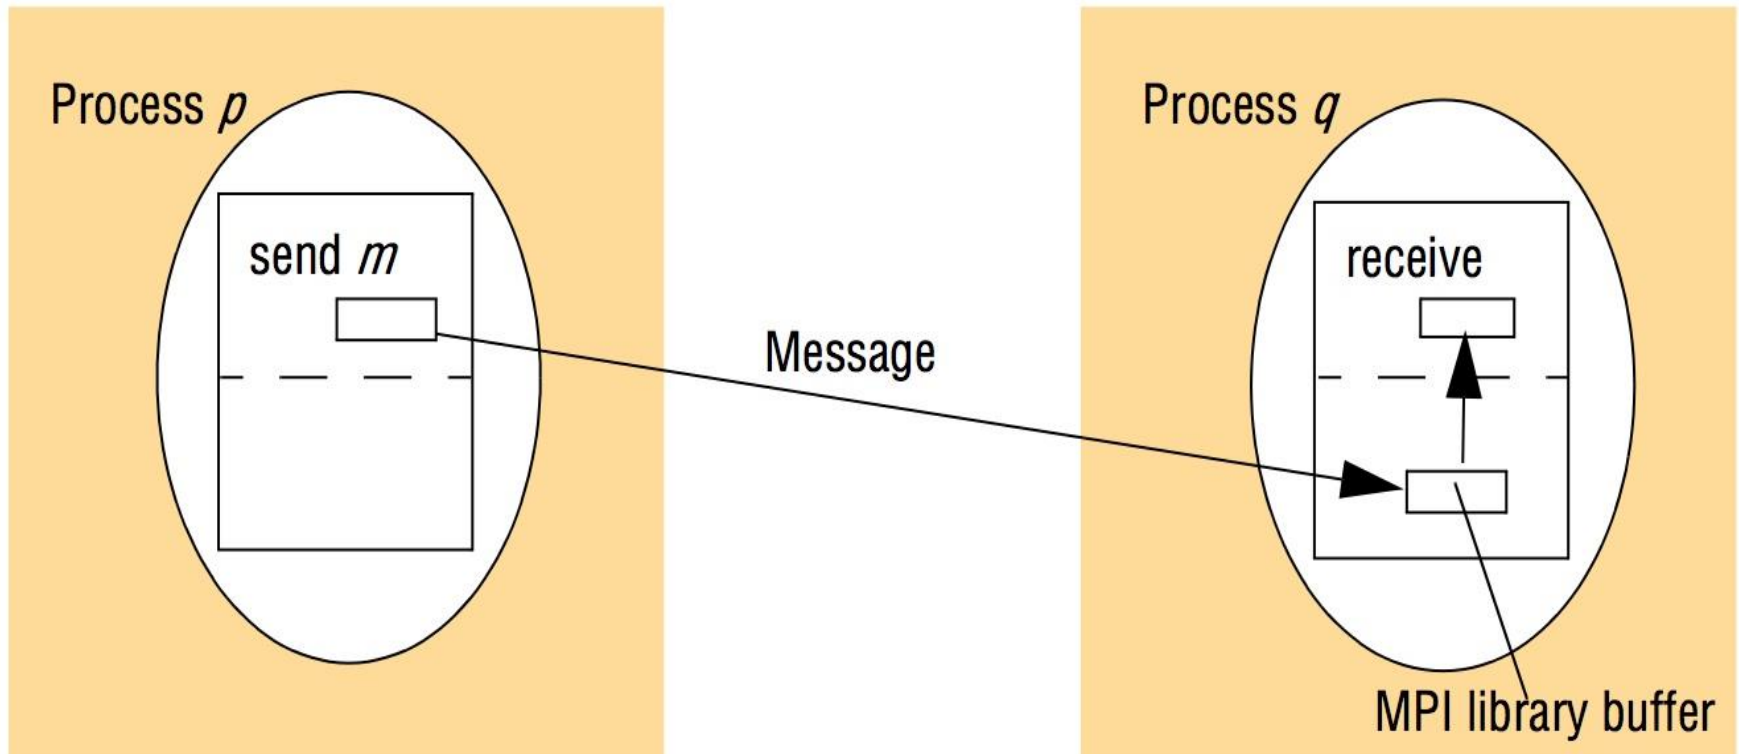 Process p
Process q
send m
receive
Message
MPI library buffer